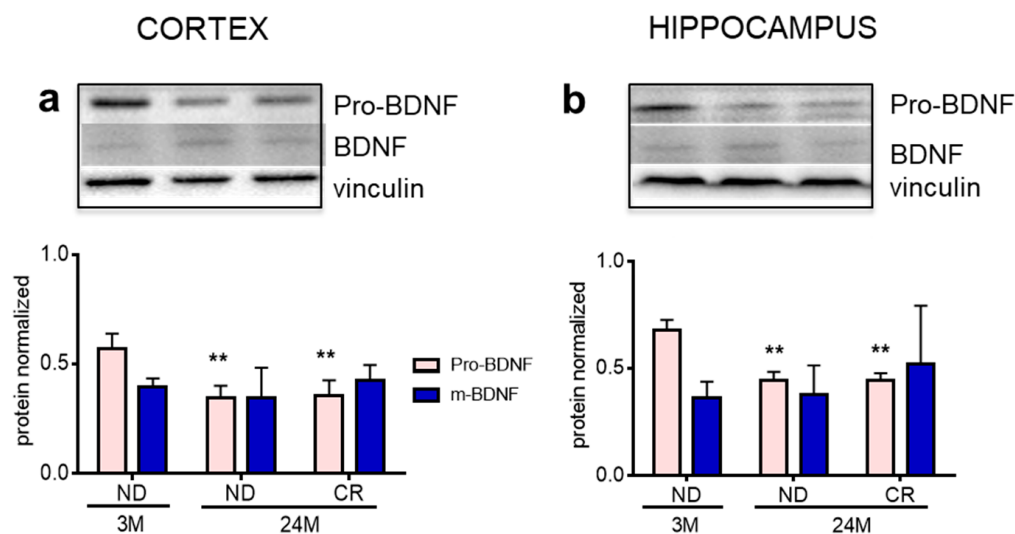 CORTEX
HIPPOCAMPUS
a
Pro-BDNF
BDNF
vinculin
b
Pro-BDNF
BDNF
vinculin
protein normalized
1.0
0.5
0.0
** **
ND ND CR
3M 24M
Pro-BDNF
m-BDNF
protein normalized
1.0
0.5
0.0
** **
ND ND CR
3M 24M